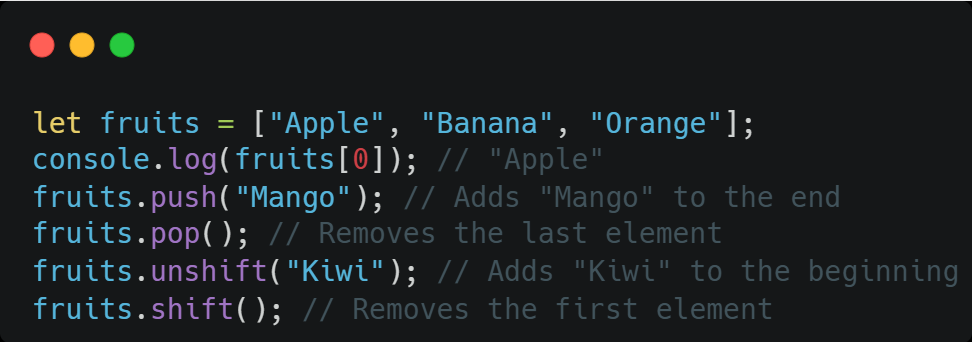 let fruits = ["Apple", "Banana", "Orange"];
console.log(fruits[0]); // "Apple"
fruits.push("Mango"); // Adds "Mango" to the end
fruits.pop(); // Removes the last element
fruits.unshift("Kiwi"); // Adds "Kiwi" to the beginning
fruits.shift(); // Removes the first element